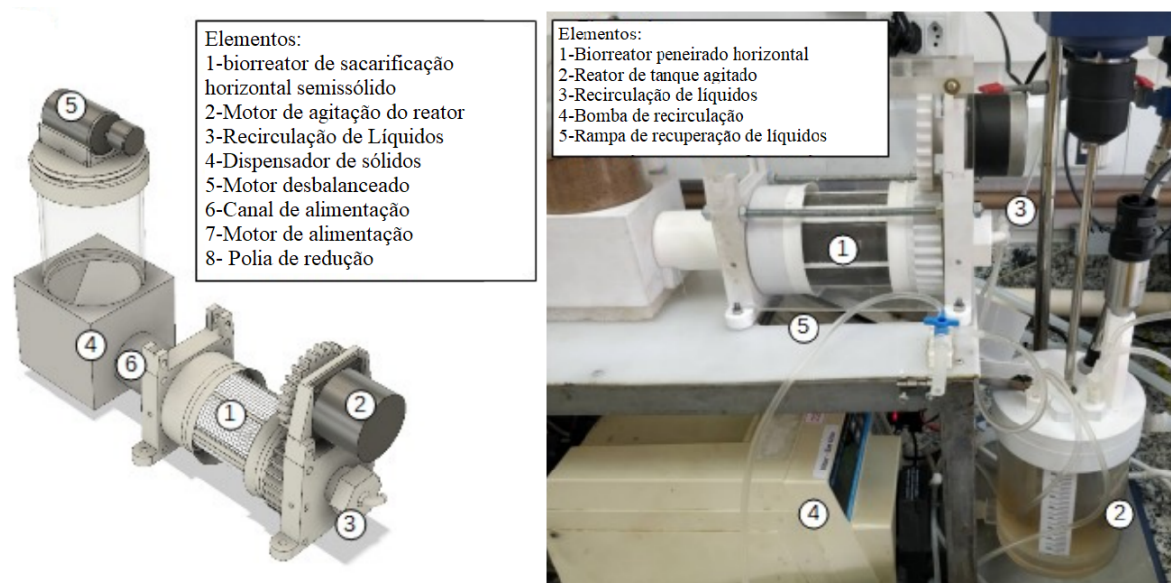 Elementos:
1-biorreator de sacarificação
horizontal semissólido
2-Motor de agitação do reator
3-Recirculação de Líquidos
4-Dispensador de sólidos
5-Motor desbalanceado
6-Canal de alimentação
7-Motor de alimentação
8- Polia de redução
5
4
6
1
2
3
Elementos:
1-Biorreator peneirado horizontal
2-Reator de tanque agitado
3-Recirculação de líquidos
4-Bomba de recirculação
5-Rampa de recuperação de líquidos
3
1
5
4
2